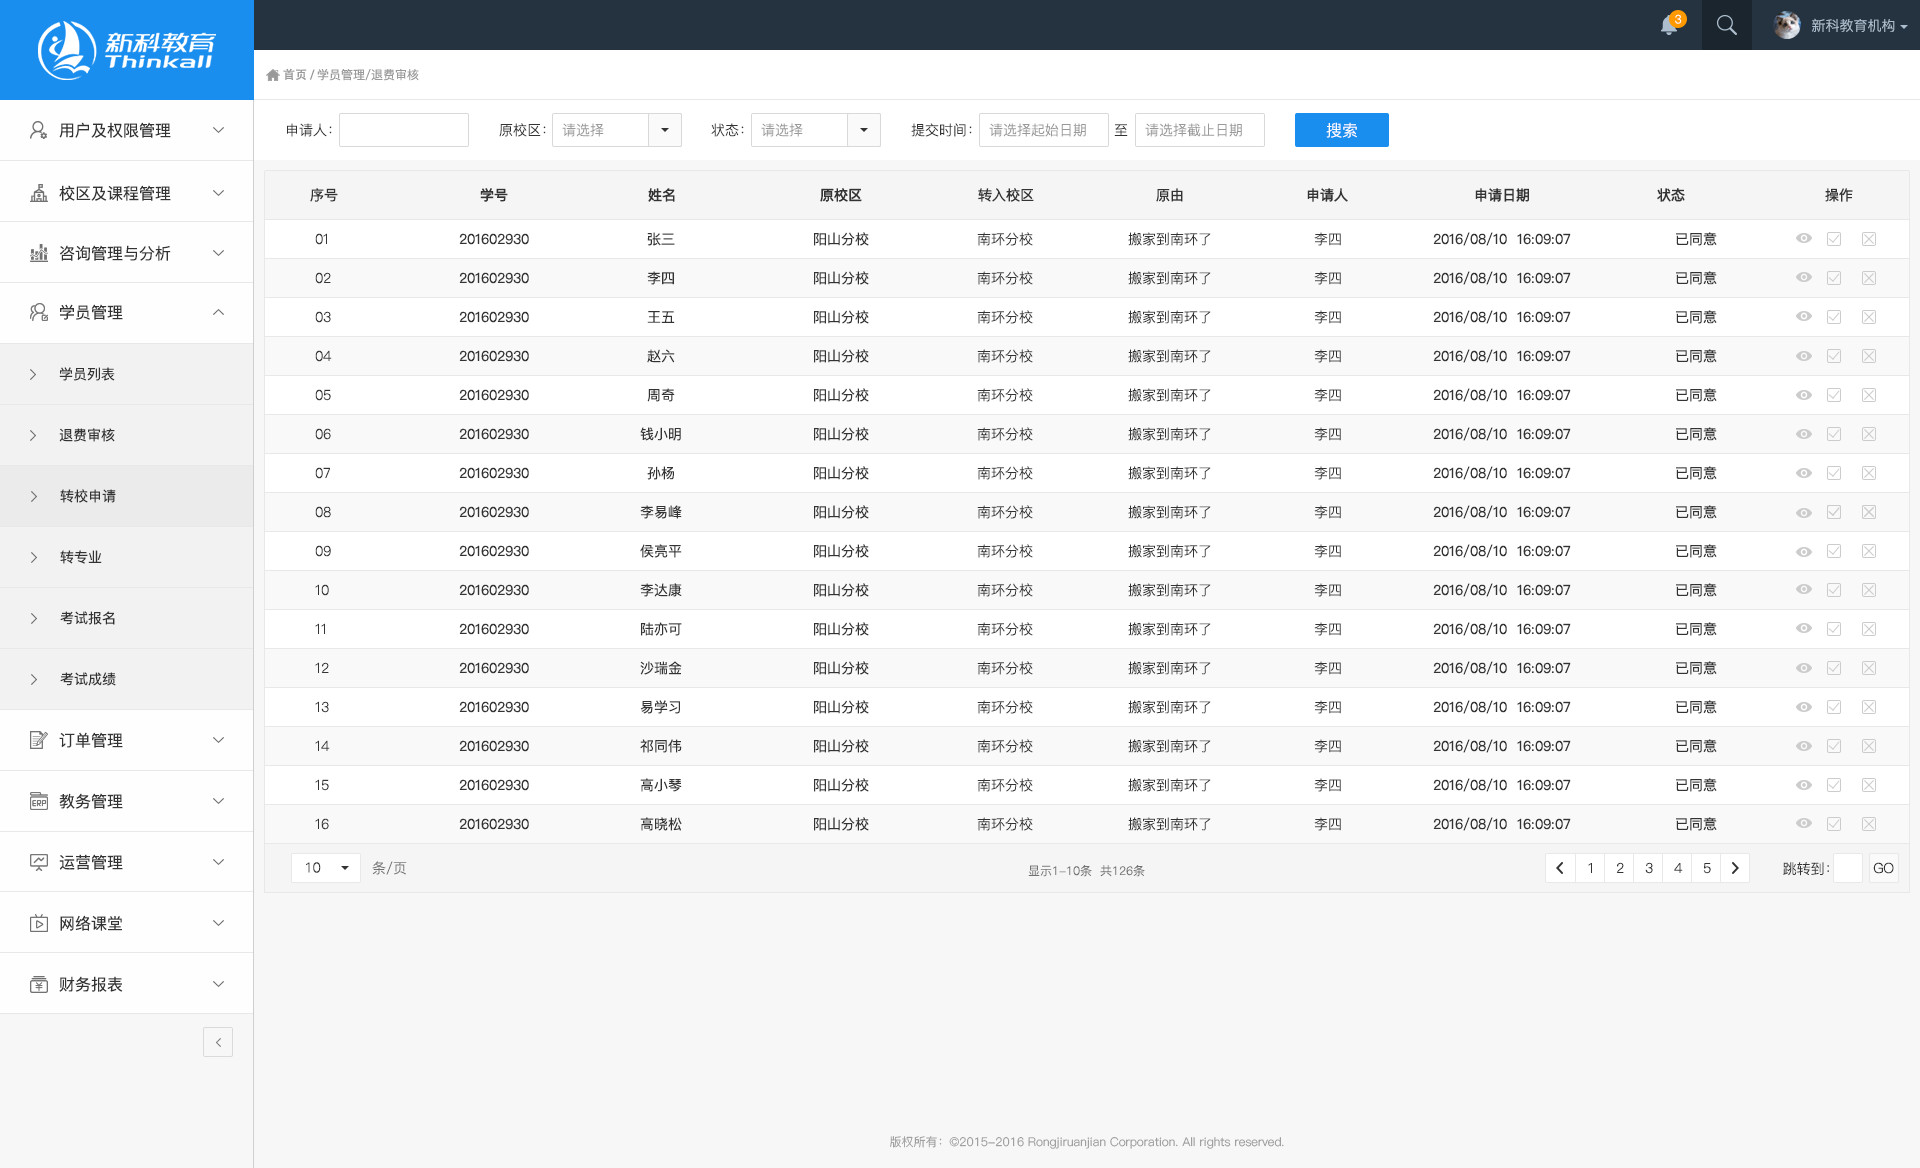 新科教育
Thinkall
3
新科教育机构
首页 / 学员管理/退费审核
用户及权限管理
校区及课程管理
咨询管理与分析
学员管理
学员列表
退费审核
转校申请
转专业
考试报名
考试成绩
订单管理
ERP 教务管理
运营管理
网络课堂
¥ 财务报表
申请人： 原校区： 请选择 状态： 请选择 提交时间： 请选择起始日期 至 请选择截止日期 搜索
序号 学号 姓名 原校区 转入校区 原由 申请人 申请日期 状态 操作
01 201602930 张三 阳山分校 南环分校 搬家到南环了 李四 2016/08/10 16:09:07 已同意
02 201602930 李四 阳山分校 南环分校 搬家到南环了 李四 2016/08/10 16:09:07 已同意
03 201602930 王五 阳山分校 南环分校 搬家到南环了 李四 2016/08/10 16:09:07 已同意
04 201602930 赵六 阳山分校 南环分校 搬家到南环了 李四 2016/08/10 16:09:07 已同意
05 201602930 周奇 阳山分校 南环分校 搬家到南环了 李四 2016/08/10 16:09:07 已同意
06 201602930 钱小明 阳山分校 南环分校 搬家到南环了 李四 2016/08/10 16:09:07 已同意
07 201602930 孙杨 阳山分校 南环分校 搬家到南环了 李四 2016/08/10 16:09:07 已同意
08 201602930 李易峰 阳山分校 南环分校 搬家到南环了 李四 2016/08/10 16:09:07 已同意
09 201602930 侯亮平 阳山分校 南环分校 搬家到南环了 李四 2016/08/10 16:09:07 已同意
10 201602930 李达康 阳山分校 南环分校 搬家到南环了 李四 2016/08/10 16:09:07 已同意
11 201602930 陆亦可 阳山分校 南环分校 搬家到南环了 李四 2016/08/10 16:09:07 已同意
12 201602930 沙瑞金 阳山分校 南环分校 搬家到南环了 李四 2016/08/10 16:09:07 已同意
13 201602930 易学习 阳山分校 南环分校 搬家到南环了 李四 2016/08/10 16:09:07 已同意
14 201602930 祁同伟 阳山分校 南环分校 搬家到南环了 李四 2016/08/10 16:09:07 已同意
15 201602930 高小琴 阳山分校 南环分校 搬家到南环了 李四 2016/08/10 16:09:07 已同意
16 201602930 高晓松 阳山分校 南环分校 搬家到南环了 李四 2016/08/10 16:09:07 已同意
10 条/页 显示1-10条 共126条 1 2 3 4 5 跳转到： GO
版权所有：©2015-2016 Rongjiruanjian Corporation. All rights reserved.